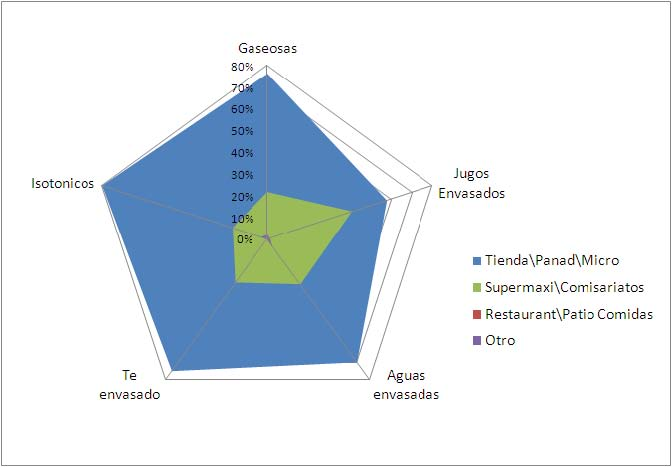 Gaseosas
80%
70%
60%
50%
40%
30%
20%
10%
0%
Jugos
Envasados
Aguas
envasadas
Te
envasado
Isotonicos
Tienda\Panad\Micro
Supermaxi\Comisariatos
Restaurant\Patio Comidas
Otro